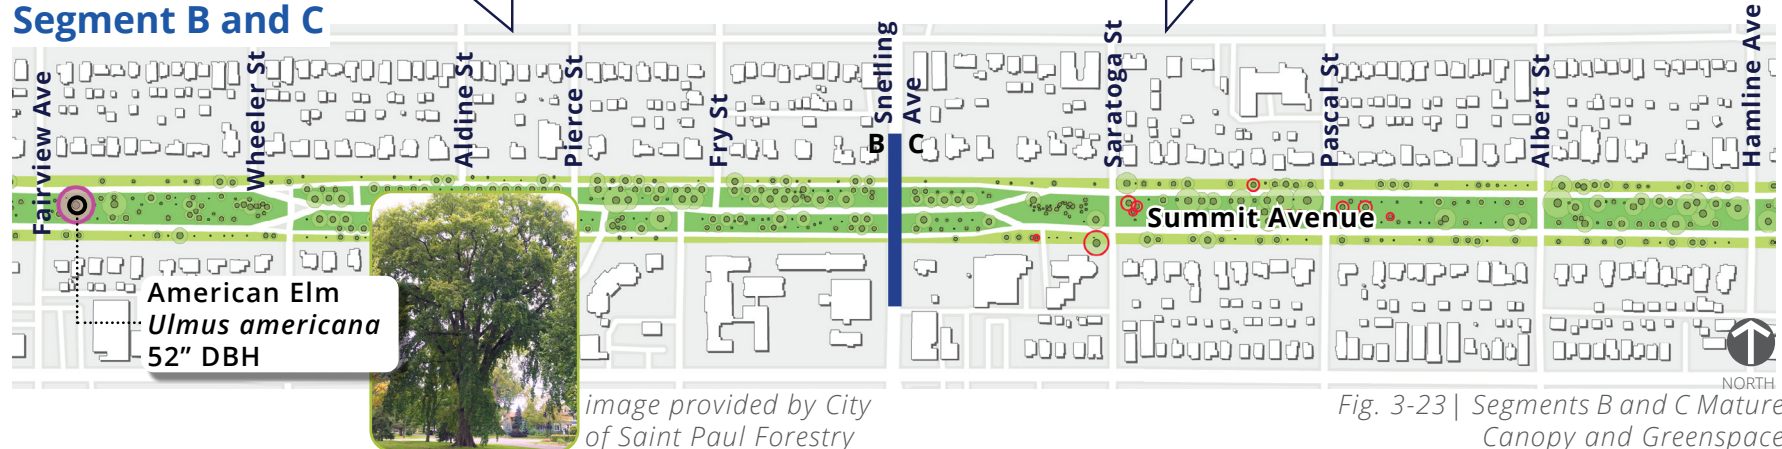 Segment B and C
Fairview Ave
Wheeler St
Aldine St
Pierce St
Fry St
Snelling
Ave
Saratoga St
Pascal St
Albert St
Hamline Ave
B
C
Summit Avenue
American Elm
Ulmus americana
52” DBH
NORTH
image provided by City
of Saint Paul Forestry
Fig. 3-23| Segments B and C Mature
Canopy and Greenspace